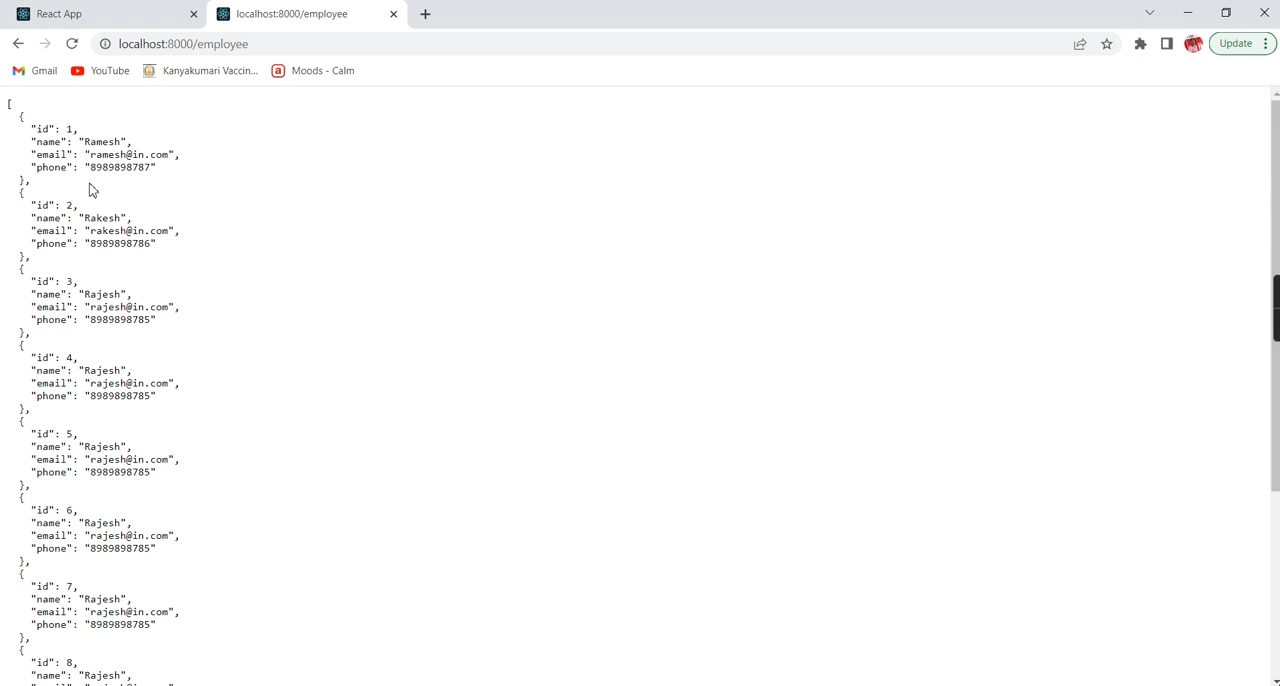 React App
localhost:8000/employee
localhost:8000/employee
Update
Gmail
YouTube
Kanyakumari Vaccin...
Moods - Calm
[
{
"id": 1,
"name": "Ramesh",
"email": "ramesh@in.com",
"phone": "8989898787"
},
{
"id": 2,
"name": "Rakesh",
"email": "rakesh@in.com",
"phone": "8989898786"
},
{
"id": 3,
"name": "Rajesh",
"email": "rajesh@in.com",
"phone": "8989898785"
},
{
"id": 4,
"name": "Rajesh",
"email": "rajesh@in.com",
"phone": "8989898785"
},
{
"id": 5,
"name": "Rajesh",
"email": "rajesh@in.com",
"phone": "8989898785"
},
{
"id": 6,
"name": "Rajesh",
"email": "rajesh@in.com",
"phone": "8989898785"
},
{
"id": 7,
"name": "Rajesh",
"email": "rajesh@in.com",
"phone": "8989898785"
},
{
"id": 8,
"name": "Rajesh",